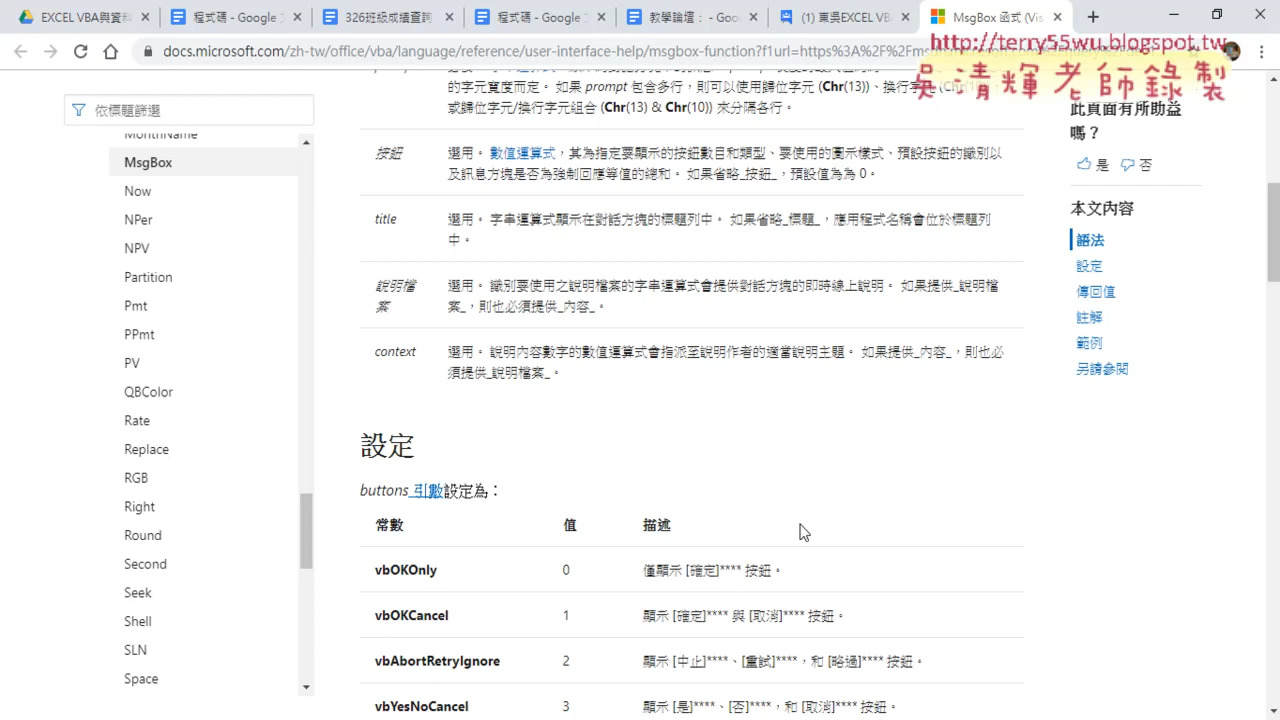 EXCEL VBA與資
程式碼 - Google
326班級成績查詢
程式碼 - Google
教學論壇： - Goo
(1) 東吳EXCEL VBA
MsgBox 函式 (Vis
docs.microsoft.com/zh-tw/office/vba/language/reference/user-interface-help/msgbox-function?f1url=https%3A%2F%2Fm
http://terry55wu.blogspot.tw
吳清輝老師錄製
依標題篩選
MonthName
MsgBox
Now
NPer
NPV
Partition
Pmt
PPmt
PV
QBColor
Rate
Replace
RGB
Right
Round
Second
Seek
Shell
SLN
Space
的字元寬度而定。 如果 prompt 包含多行，則可以使用歸位字元 (Chr(13))、換行字元
或歸位字元/換行字元組合 (Chr(13) & Chr(10)) 來分隔各行。
按鈕 選用。 數值運算式，其為指定要顯示的按鈕數目和類型、要使用的圖示樣式、預設按鈕的識別以
及訊息方塊是否為強制回應等值的總和。 如果省略_按鈕_，預設值為為 0。
title 選用。 字串運算式顯示在對話方塊的標題列中。 如果省略_標題_，應用程式名稱會位於標題列
中。
說明檔案 選用。 識別要使用之說明檔案的字串運算式會提供對話方塊的即時線上說明。 如果提供_說明檔
案_，則也必須提供_內容_。
context 選用。 說明內容數字的數值運算式會指派至說明作者的適當說明主題。 如果提供_內容_，則也必
須提供_說明檔案_。
設定
buttons 引數設定為：
常數 值 描述
vbOKOnly 0 僅顯示 [確定]**** 按鈕。
vbOKCancel 1 顯示 [確定]**** 與 [取消]**** 按鈕。
vbAbortRetryIgnore 2 顯示 [中止]****、[重試]****，和 [略過]**** 按鈕。
vbYesNoCancel 3 顯示 [是]****、[否]****，和 [取消]**** 按鈕。
此頁面有所助益
嗎？
是 否
本文內容
語法
設定
傳回值
註解
範例
另請參閱